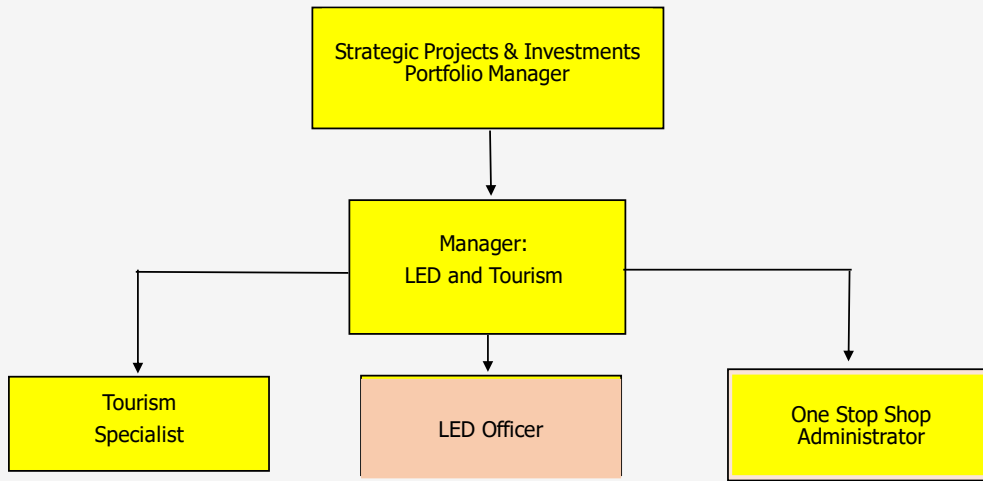 Strategic Projects & Investments
Portfolio Manager
Manager:
LED and Tourism
Tourism
Specialist
LED Officer
One Stop Shop
Administrator